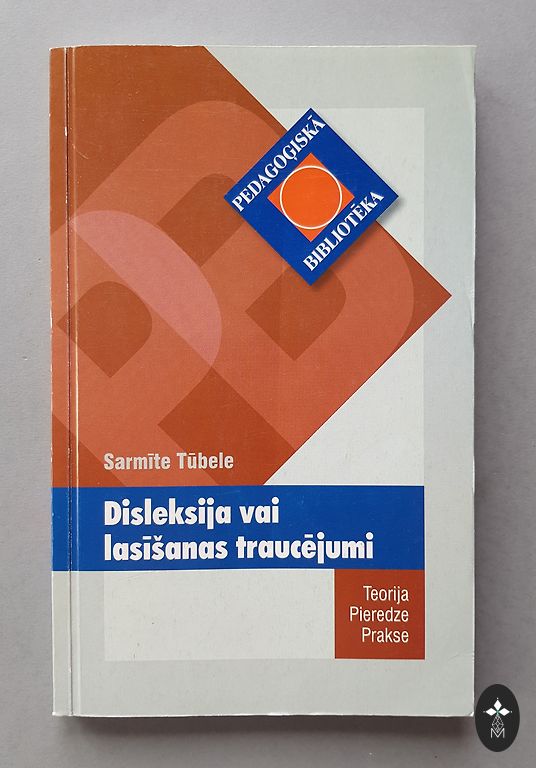 PEDAGOĢISKĀ
BIBLIOTĒKA
Sarmīte Tūbele
Disleksija vai
lasīšanas traucējumi
Teorija
Pieredze
Prakse
M